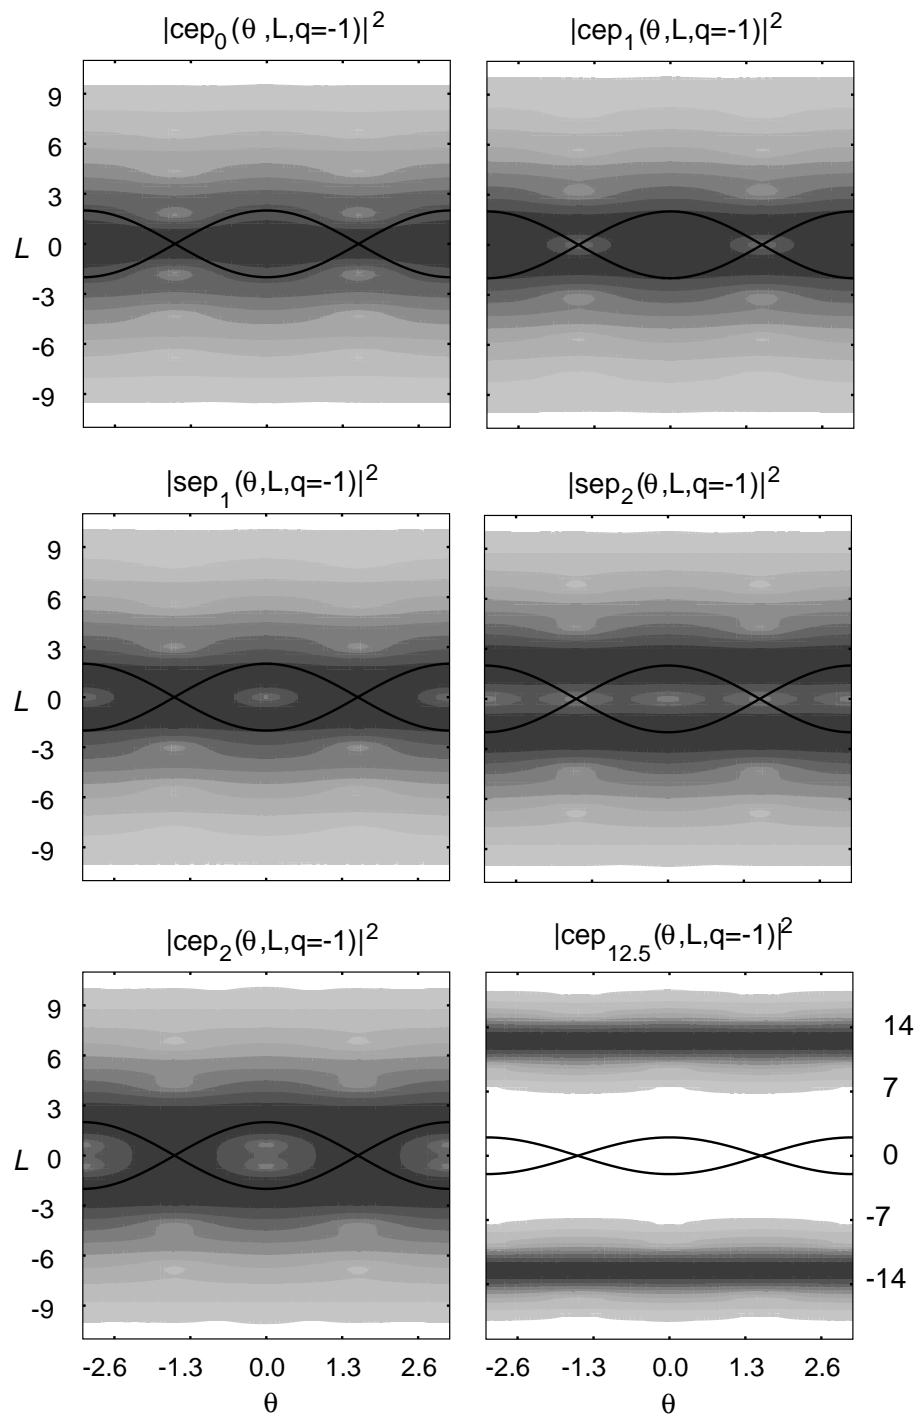 |cep0(θ ,L,q=-1)|2 |cep1(θ,L,q=-1)|2
9
6
3
L 0
-3
-6
-9
|sep1(θ,L,q=-1)|2 |sep2(θ,L,q=-1)|2
9
6
3
L 0
-3
-6
-9
|cep2(θ,L,q=-1)|2 |cep12.5(θ,L,q=-1)|2
9 14
6 7
3
L 0 0
-3 -7
-6 -14
-9
-2.6 -1.3 0.0 1.3 2.6 -2.6 -1.3 0.0 1.3 2.6
θ θ